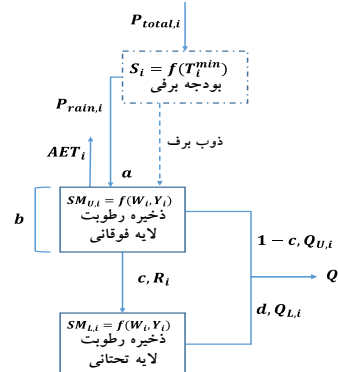 P_total,i
S_i = f(T_i^min)
بودجه برفی
P_rain,i
ذوب برف
AET_i
a
SM_U,i = f(W_i,Y_i)
ذخیره رطوبت
لایه فوقانی
b
1 − c, Q_U,i
Q
c, R_i
d, Q_L,i
SM_L,i = f(W_i,Y_i)
ذخیره رطوبت
لایه تحتانی